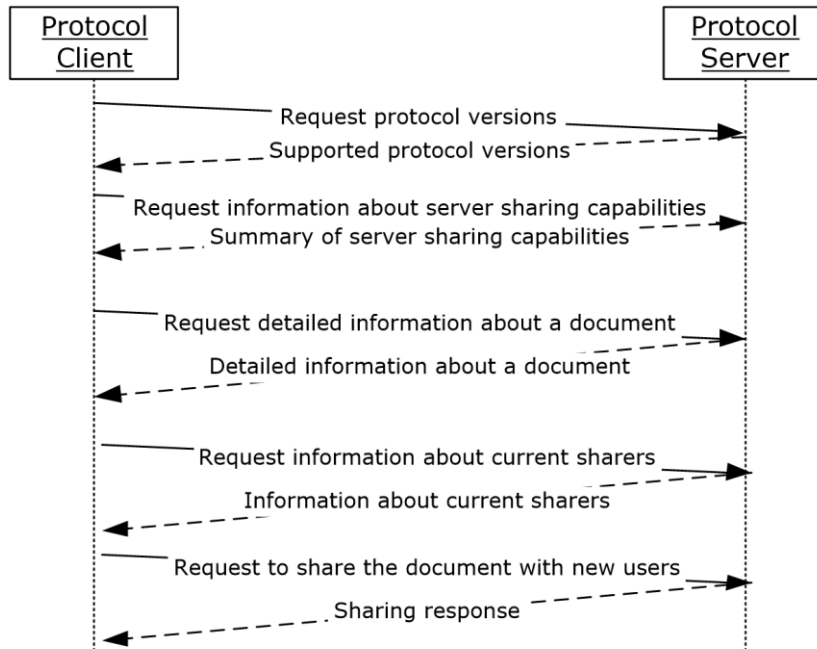 Protocol
Client
Protocol
Server
Request protocol versions
Supported protocol versions
Request information about server sharing capabilities
Summary of server sharing capabilities
Request detailed information about a document
Detailed information about a document
Request information about current sharers
Information about current sharers
Request to share the document with new users
Sharing response